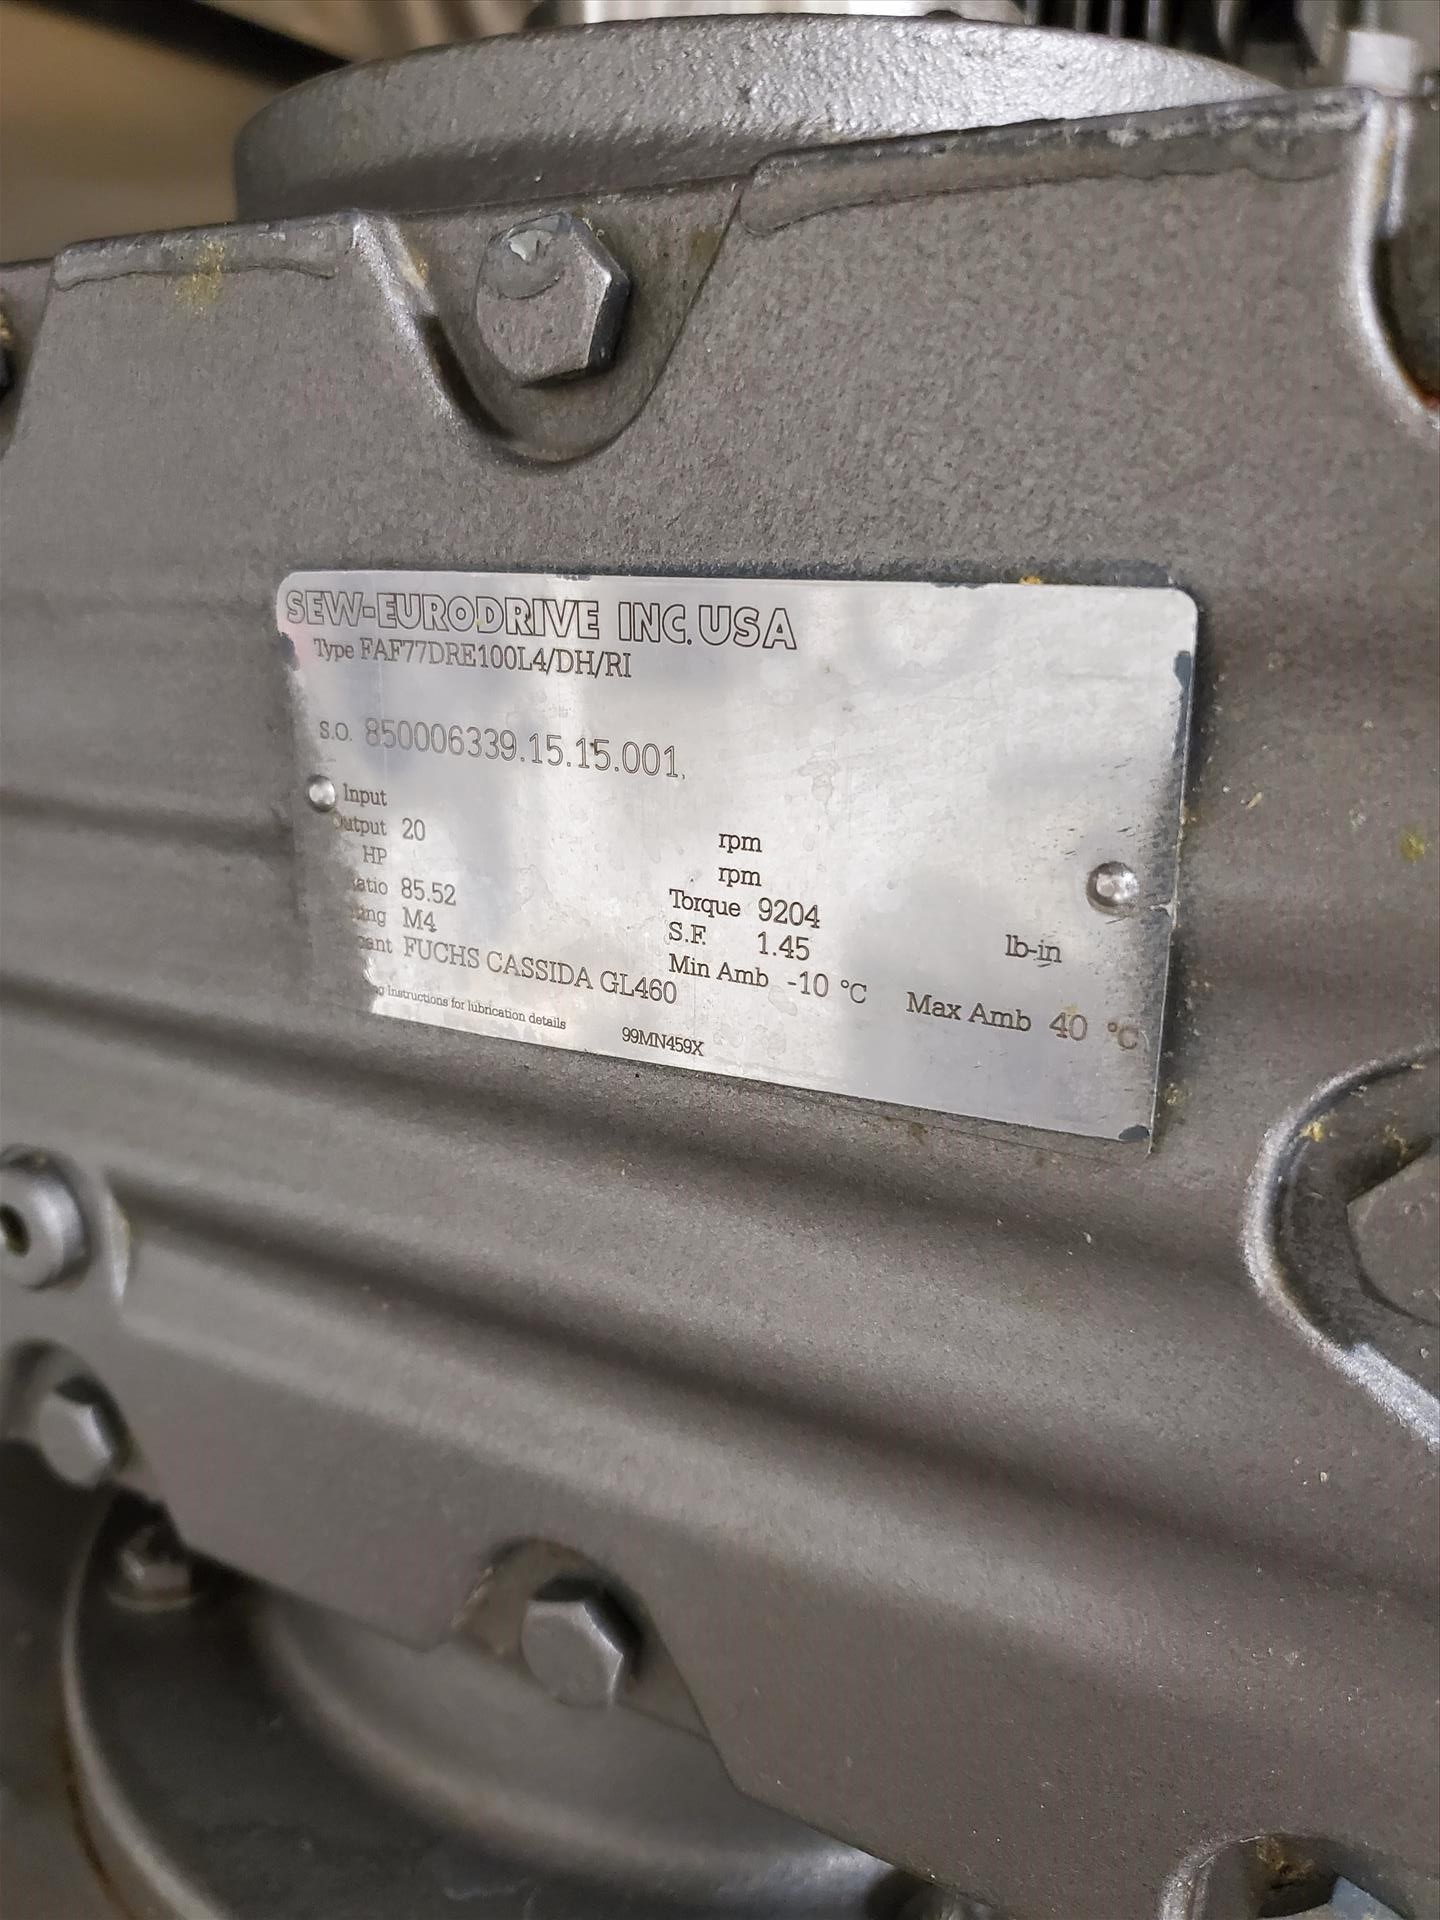 SEW-EURODRIVE INC. USA
Type FAF77DRE100L4/DH/RI
S.O. 850006339.15.15.001.
Input rpm
Output 20 rpm
HP Torque 9204 lb-in
85.52 S.F. 1.45
M4 Min Amb -10 °C Max Amb 40 °C
FUCHS CASSIDA GL460
Instructions for lubrication details 99MN459X